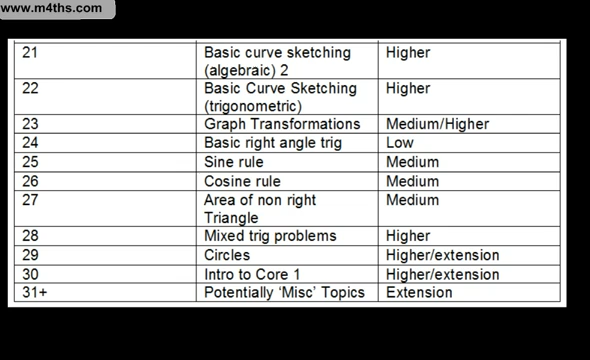 www.m4ths.com
21 Basic curve sketching Higher
(algebraic) 2
22 Basic Curve Sketching Higher
(trigonometric)
23 Graph Transformations Medium/Higher
24 Basic right angle trig Low
25 Sine rule Medium
26 Cosine rule Medium
27 Area of non right Medium
Triangle
28 Mixed trig problems Higher
29 Circles Higher/extension
30 Intro to Core 1 Higher/extension
31+ Potentially ‘Misc’ Topics Extension